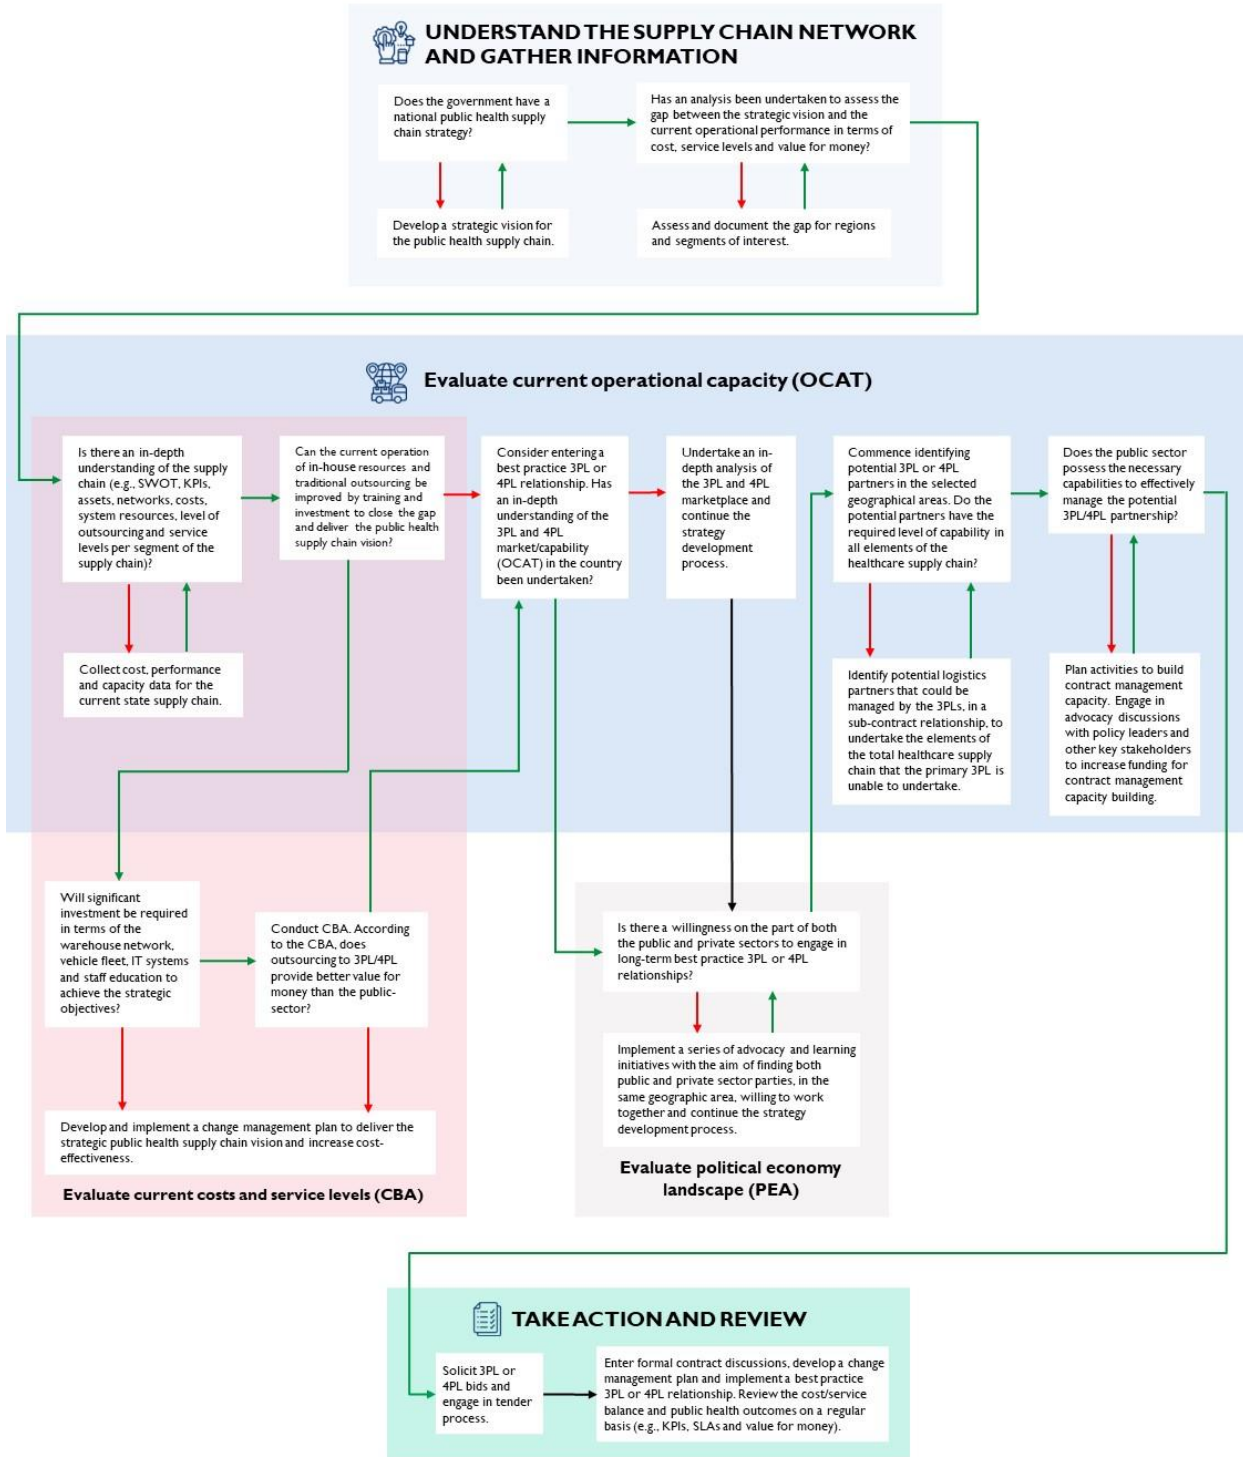 UNDERSTAND THE SUPPLY CHAIN NETWORK
AND GATHER INFORMATION
Does the government have a
national public health supply
chain strategy?
Has an analysis been undertaken to assess the
gap between the strategic vision and the
current operational performance in terms of
cost, service levels and value for money?
Develop a strategic vision for
the public health supply chain.
Assess and document the gap for regions
and segments of interest.
Evaluate current operational capacity (OCAT)
Is there an in-depth
understanding of the supply
chain (e.g., SWOT, KPIs,
assets, networks, costs,
system resources, level of
outsourcing and service
levels per segment of the
supply chain)?
Can the current operation
of in-house resources and
traditional outsourcing be
improved by training and
investment to close the gap
and deliver the public health
supply chain vision?
Consider entering a
best practice 3PL or
4PL relationship. Has
an in-depth
understanding of the
3PL and 4PL
market/capability
(OCAT) in the country
been undertaken?
Undertake an in-
depth analysis of
the 3PL and 4PL
marketplace and
continue the
strategy
development
process.
Commence identifying
potential 3PL or 4PL
partners in the selected
geographical areas. Do the
potential partners have the
required level of capability in
all elements of the
healthcare supply chain?
Does the public sector
possess the necessary
capabilities to effectively
manage the potential
3PL/4PL partnership?
Collect cost, performance
and capacity data for the
current state supply chain.
Identify potential logistics
partners that could be
managed by the 3PLs, in a
sub-contract relationship, to
undertake the elements of
the total healthcare supply
chain that the primary 3PL is
unable to undertake.
Plan activities to build
contract management
capacity. Engage in
advocacy discussions
with policy leaders and
other key stakeholders
to increase funding for
contract management
capacity building.
Will significant
investment be required
in terms of the
warehouse network,
vehicle fleet, IT systems
and staff education to
achieve the strategic
objectives?
Conduct CBA. According
to the CBA, does
outsourcing to 3PL/4PL
provide better value for
money than the public-
sector?
Is there a willingness on the part of both
the public and private sectors to engage in
long-term best practice 3PL or 4PL
relationships?
Implement a series of advocacy and learning
initiatives with the aim of finding both
public and private sector parties, in the
same geographic area, willing to work
together and continue the strategy
development process.
Develop and implement a change management plan to deliver the
strategic public health supply chain vision and increase cost-
effectiveness.
Evaluate current costs and service levels (CBA)
Evaluate political economy
landscape (PEA)
TAKE ACTION AND REVIEW
Solicit 3PL or
4PL bids and
engage in tender
process.
Enter formal contract discussions, develop a change
management plan and implement a best practice
3PL or 4PL relationship. Review the cost/service
balance and public health outcomes on a regular
basis (e.g., KPIs, SLAs and value for money).